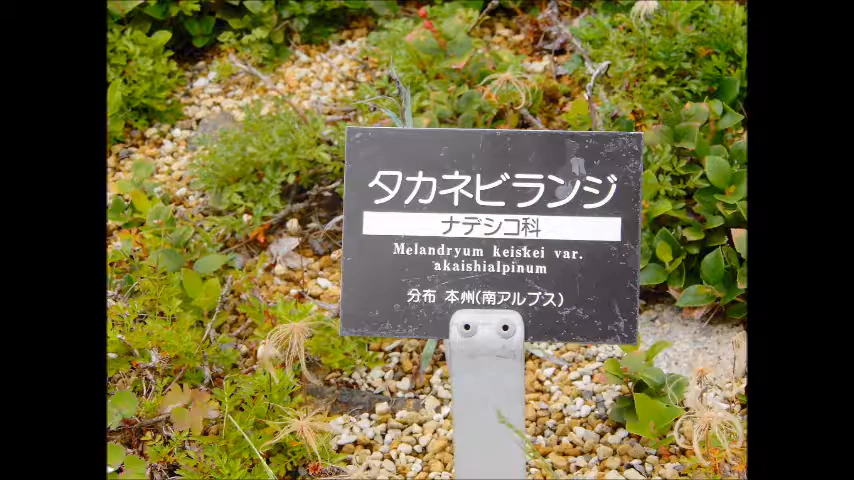 タカネビランジ
ナデシコ科
Melandryum keiskei var.
akaishialpinum
分布 本州(南アルプス)